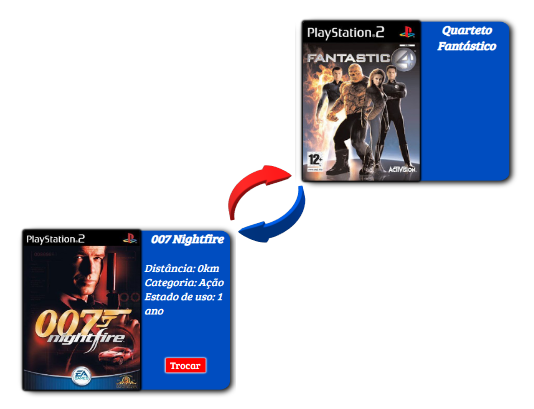 PlayStation 2
FANTASTIC 4
12+
ACTIVISION
Quarteto
Fantástico
PlayStation 2
007
nightfire
EA
GAMES
007 Nightfire
Distância: 0km
Categoria: Ação
Estado de uso: 1
ano
Trocar